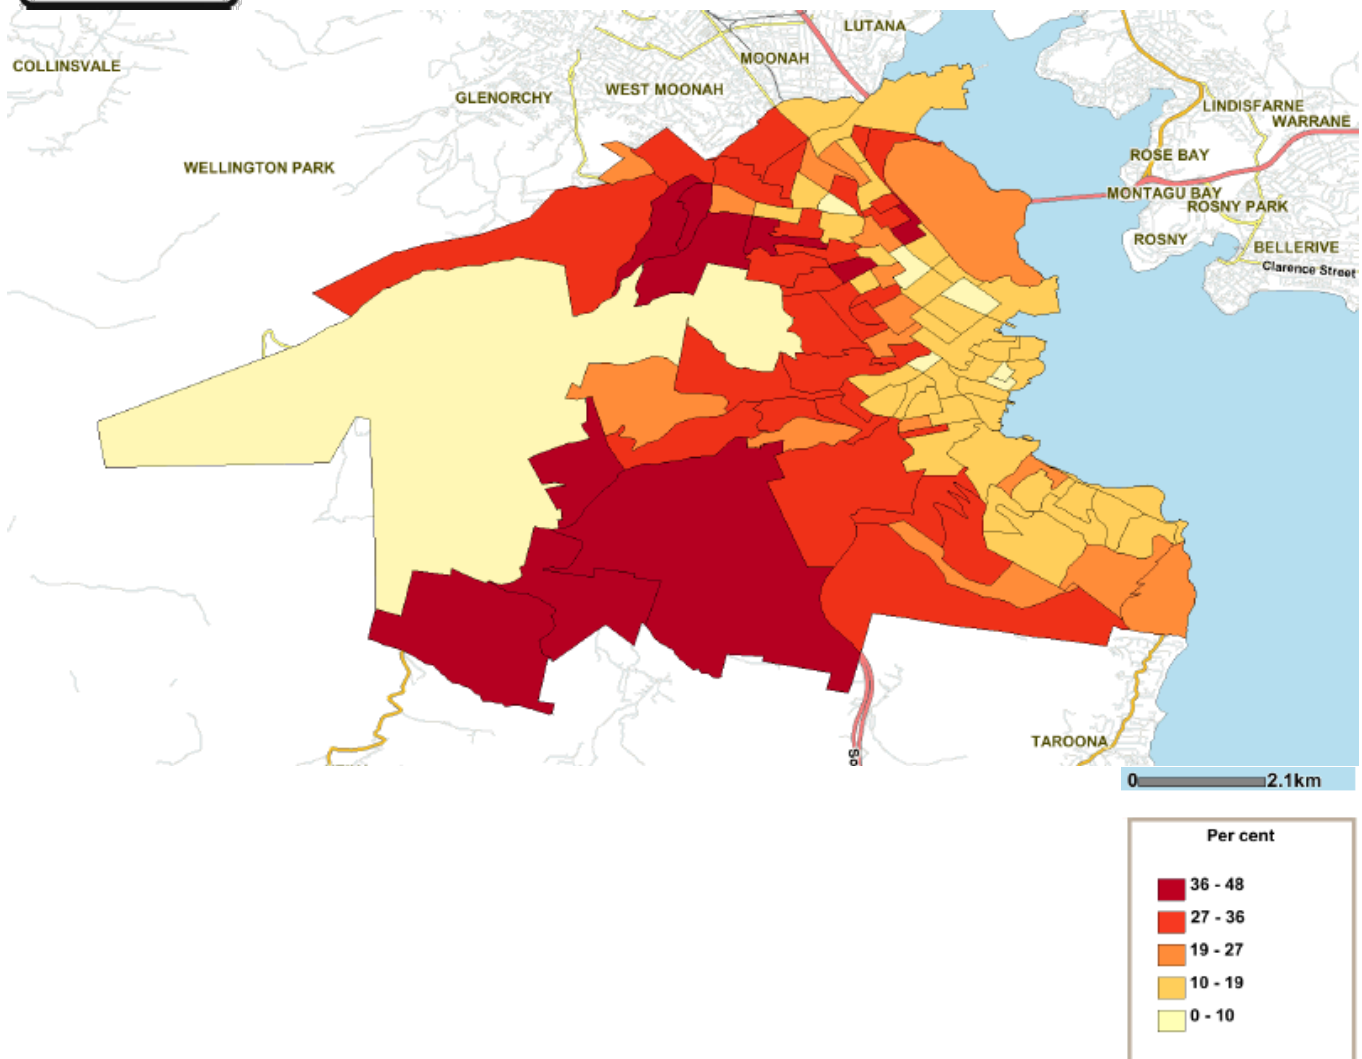 LUTANA
COLLINSVALE
MOONAH
GLENORCHY
WEST MOONAH
LINDISFARNE
WARRANE
ROSE BAY
WELLINGTON PARK
MONTAGU BAY
ROSNY PARK
ROSNY
BELLERIVE
Clarence Street
TAROONA
So
0 2.1km
Per cent
36 - 48
27 - 36
19 - 27
10 - 19
0 - 10